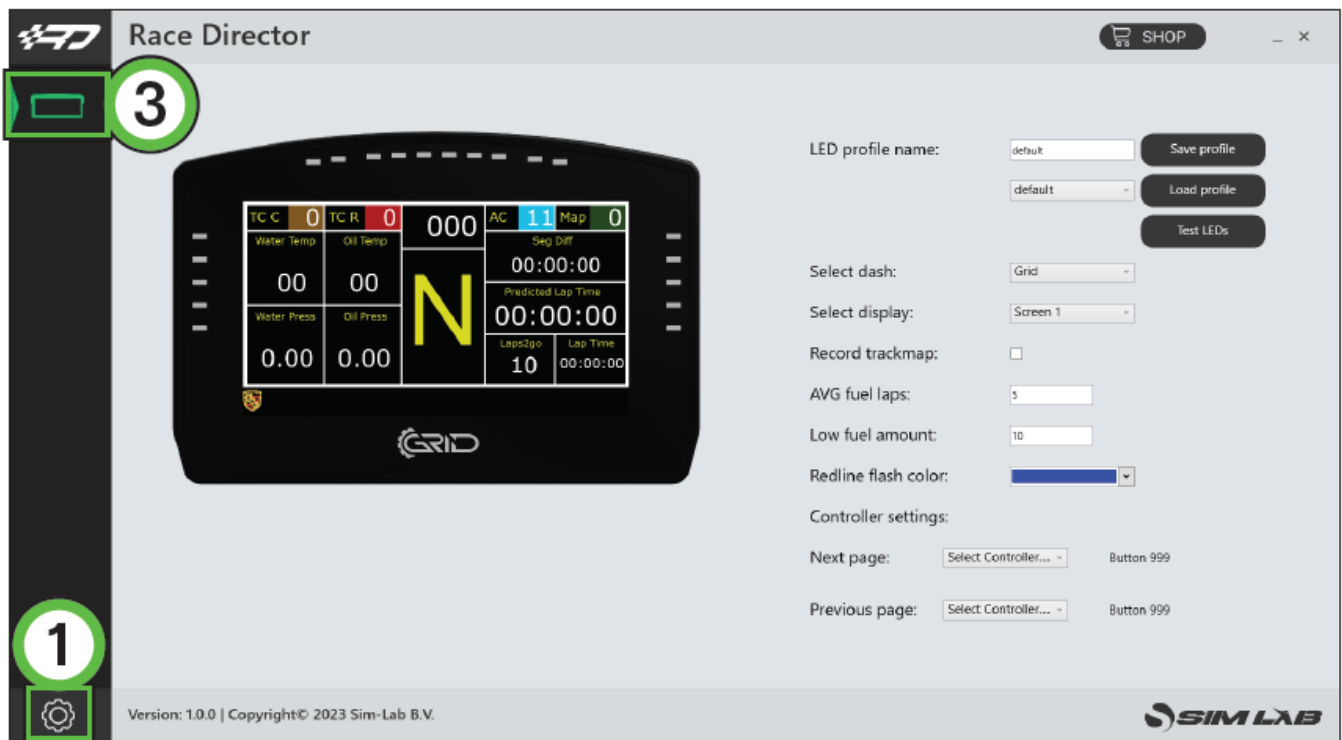 Race Director
SHOP
3
LED profile name:
default
Save profile
default
Load profile
Test LEDs
Select dash:
Grid
Select display:
Screen 1
Record trackmap:
AVG fuel laps:
5
Low fuel amount:
10
Redline flash color:
Controller settings:
Next page:
Select Controller...
Button 999
Previous page:
Select Controller...
Button 999
TC C 0 TC R 0
000
AC 11 Map 0
Water Temp
Oil Temp
Seg Diff
00:00:00
00
00
N
Predicted Lap Time
00:00:00
Water Press
Oil Press
Laps2go
Lap Time
0.00
0.00
10
00:00:00
GRID
1
Version: 1.0.0 | Copyright© 2023 Sim-Lab B.V.
SIM LAB